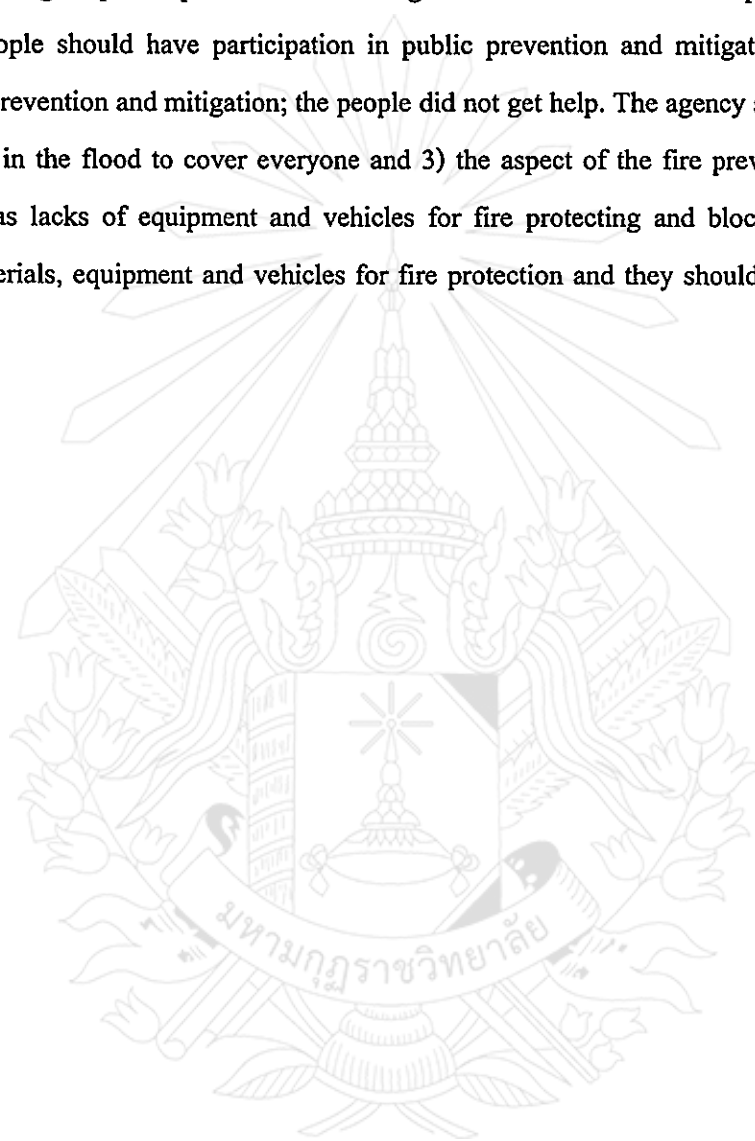 ople should have participation in public prevention and mitigat
revention and mitigation; the people did not get help. The agency
in the flood to cover everyone and 3) the aspect of the fire prev
as lacks of equipment and vehicles for fire protecting and bloc
erials, equipment and vehicles for fire protection and they should
มหามกุฏราชวิทยาลัย